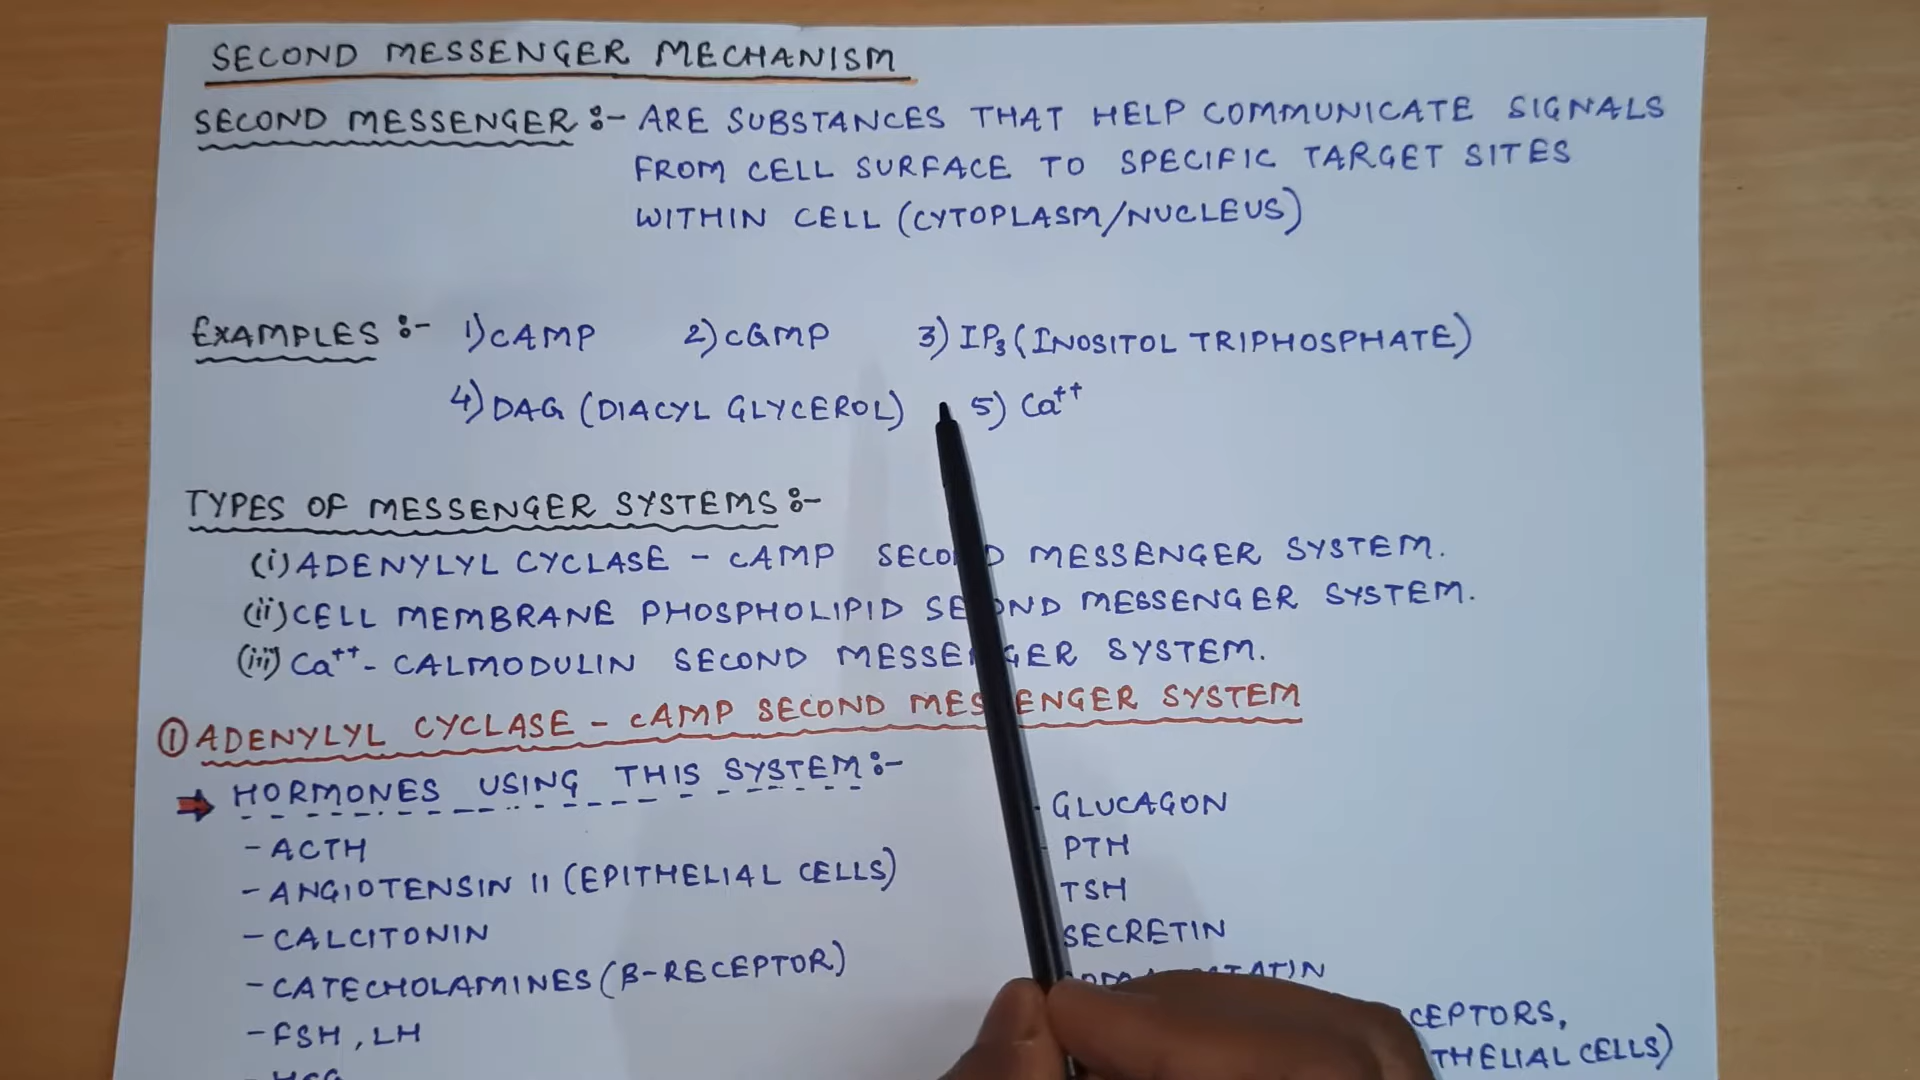 SECOND MESSENGER MECHANISM
SECOND MESSENGER :- ARE SUBSTANCES THAT HELP COMMUNICATE SIGNALS
FROM CELL SURFACE TO SPECIFIC TARGET SITES
WITHIN CELL (CYTOPLASM/NUCLEUS)
EXAMPLES :- 1) cAMP 2) cGMP 3) IP₃ (INOSITOL TRIPHOSPHATE)
4) DAG (DIACYL GLYCEROL) 5) Ca⁺⁺
TYPES OF MESSENGER SYSTEMS :-
(i) ADENYLYL CYCLASE - CAMP SECOND MESSENGER SYSTEM.
(ii) CELL MEMBRANE PHOSPHOLIPID SECOND MESSENGER SYSTEM.
(iii) Ca⁺⁺ - CALMODULIN SECOND MESSENGER SYSTEM.
① ADENYLYL CYCLASE - cAMP SECOND MESSENGER SYSTEM
➡ HORMONES USING THIS SYSTEM :-
- ACTH
- ANGIOTENSIN II (EPITHELIAL CELLS)
- CALCITONIN
- CATECHOLAMINES (β-RECEPTOR)
- FSH, LH
- GLUCAGON
- PTH
TSH
SECRETIN
CEPTORS,
THELIAL CELLS)